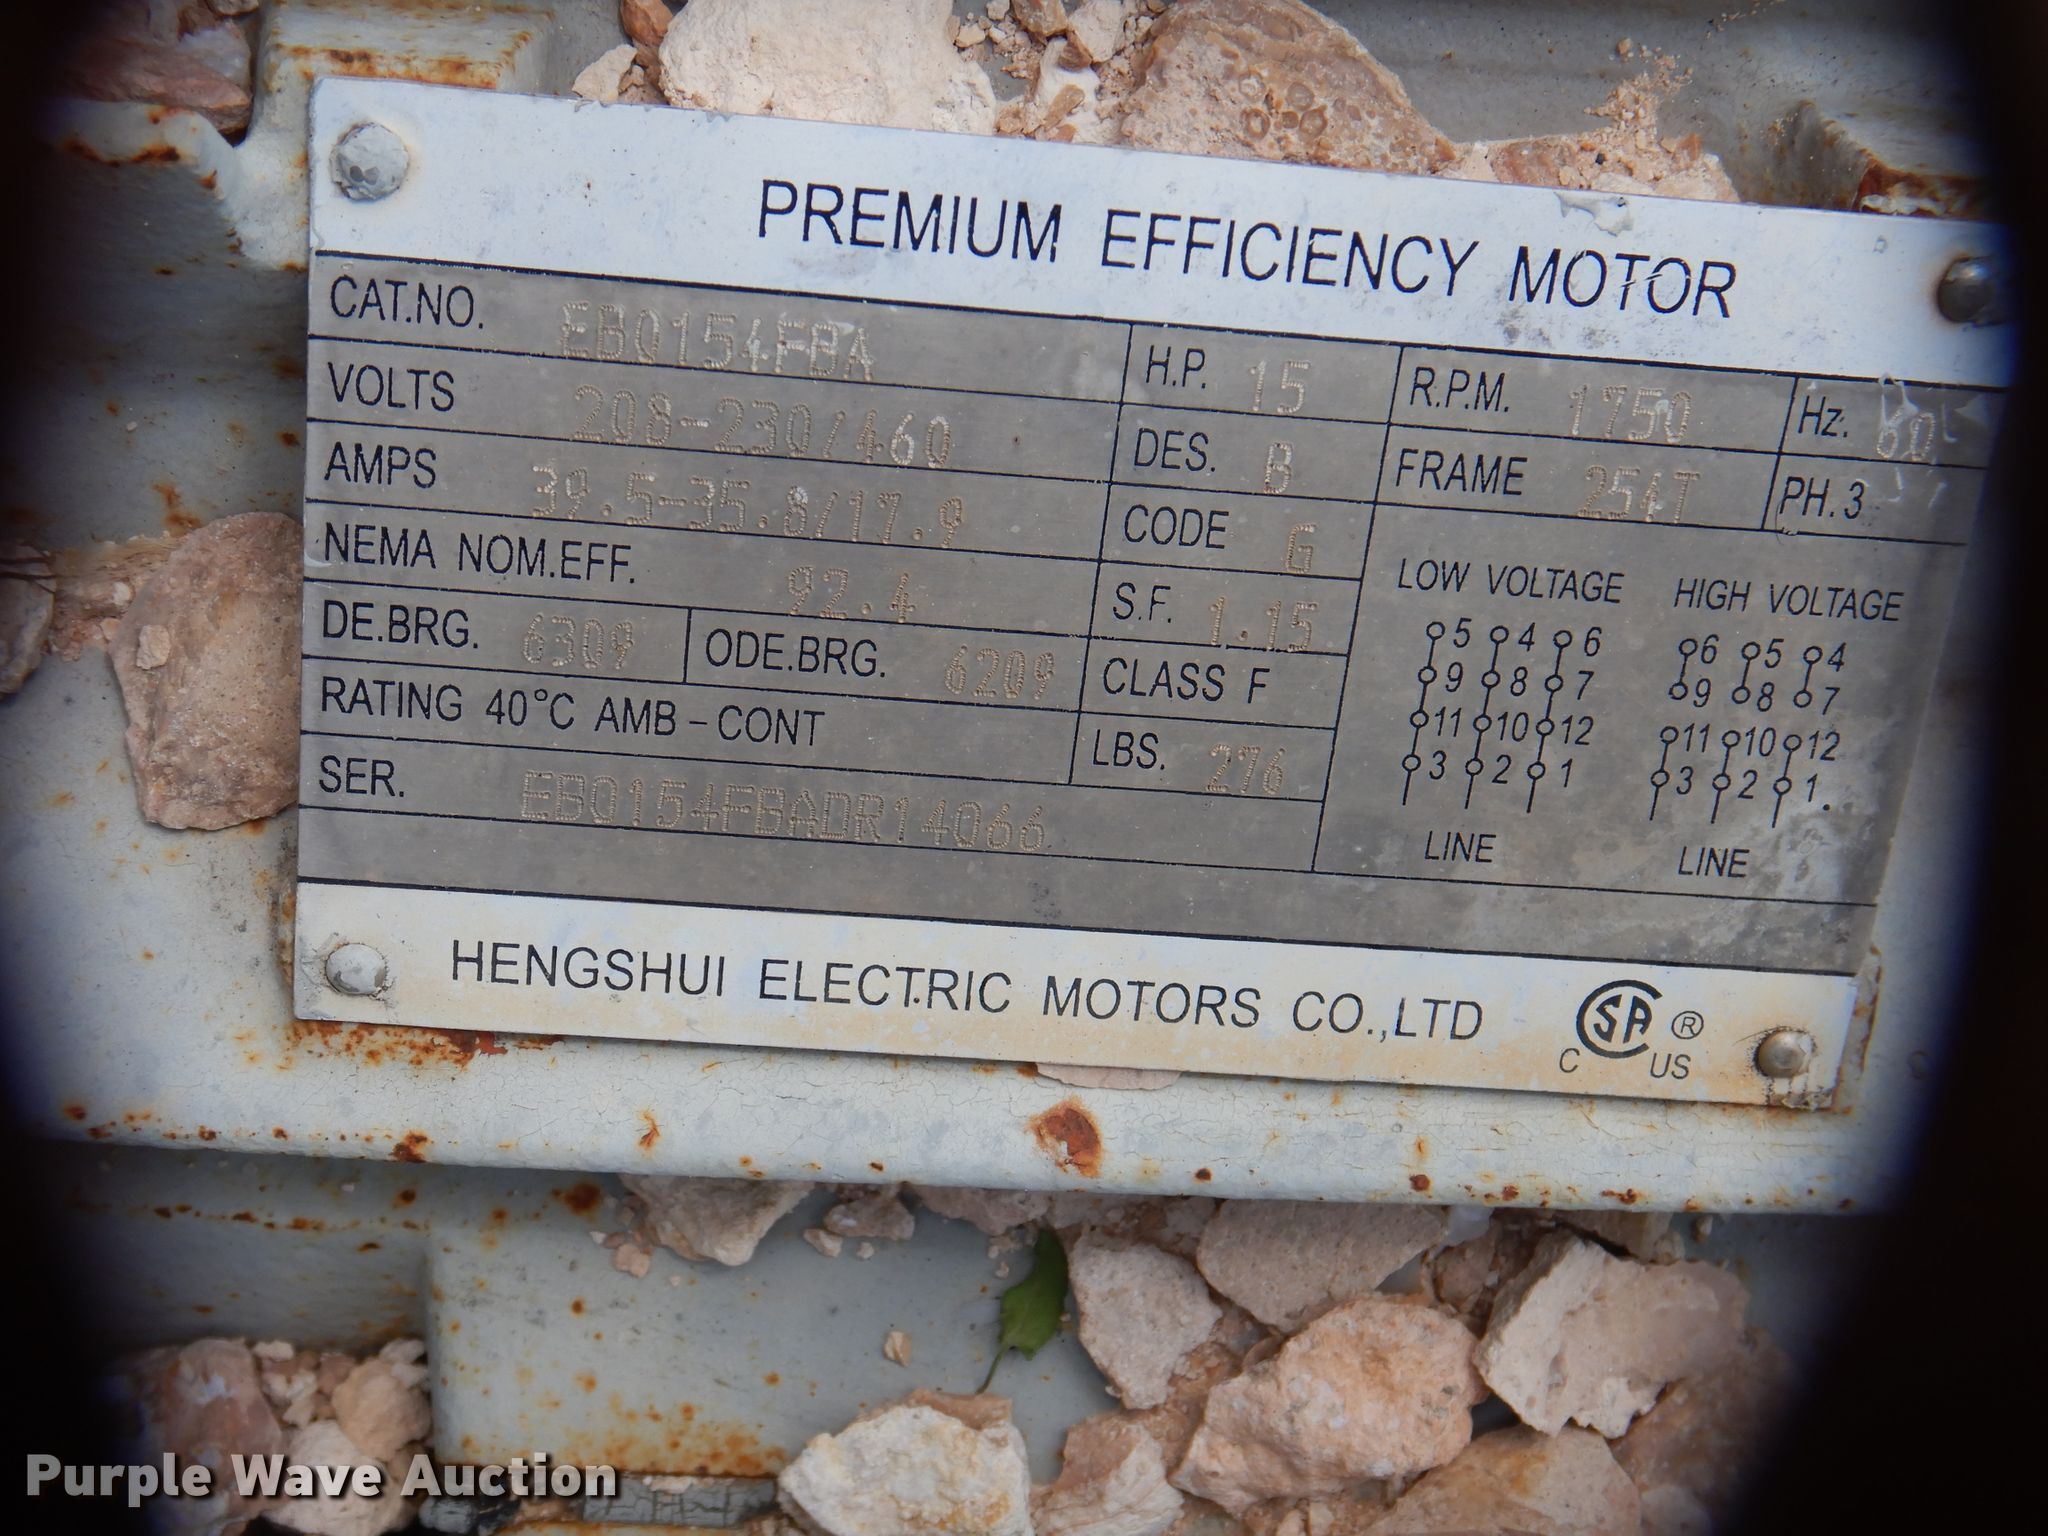 PREMIUM EFFICIENCY MOTOR
CAT.NO. EB0154FBA H.P. 15 R.P.M. 1750 Hz. 60
VOLTS 208-230/460 DES. B FRAME 254T PH.3
AMPS 39.5-35.8/17.9 CODE G
NEMA NOM.EFF. 92.4 S.F. 1.15
DE.BRG. 6309 ODE.BRG. 6209 CLASS F
RATING 40°C AMB-CONT LBS. 276
SER. EB0154FBADR14066
LOW VOLTAGE HIGH VOLTAGE
5 4 6 6 5 4
9 8 7 9 8 7
11 10 12 11 10 12
3 2 1 3 2 1.
LINE LINE
HENGSHUI ELECT.RIC MOTORS CO.,LTD
CSA ®
C US
Purple Wave Auction